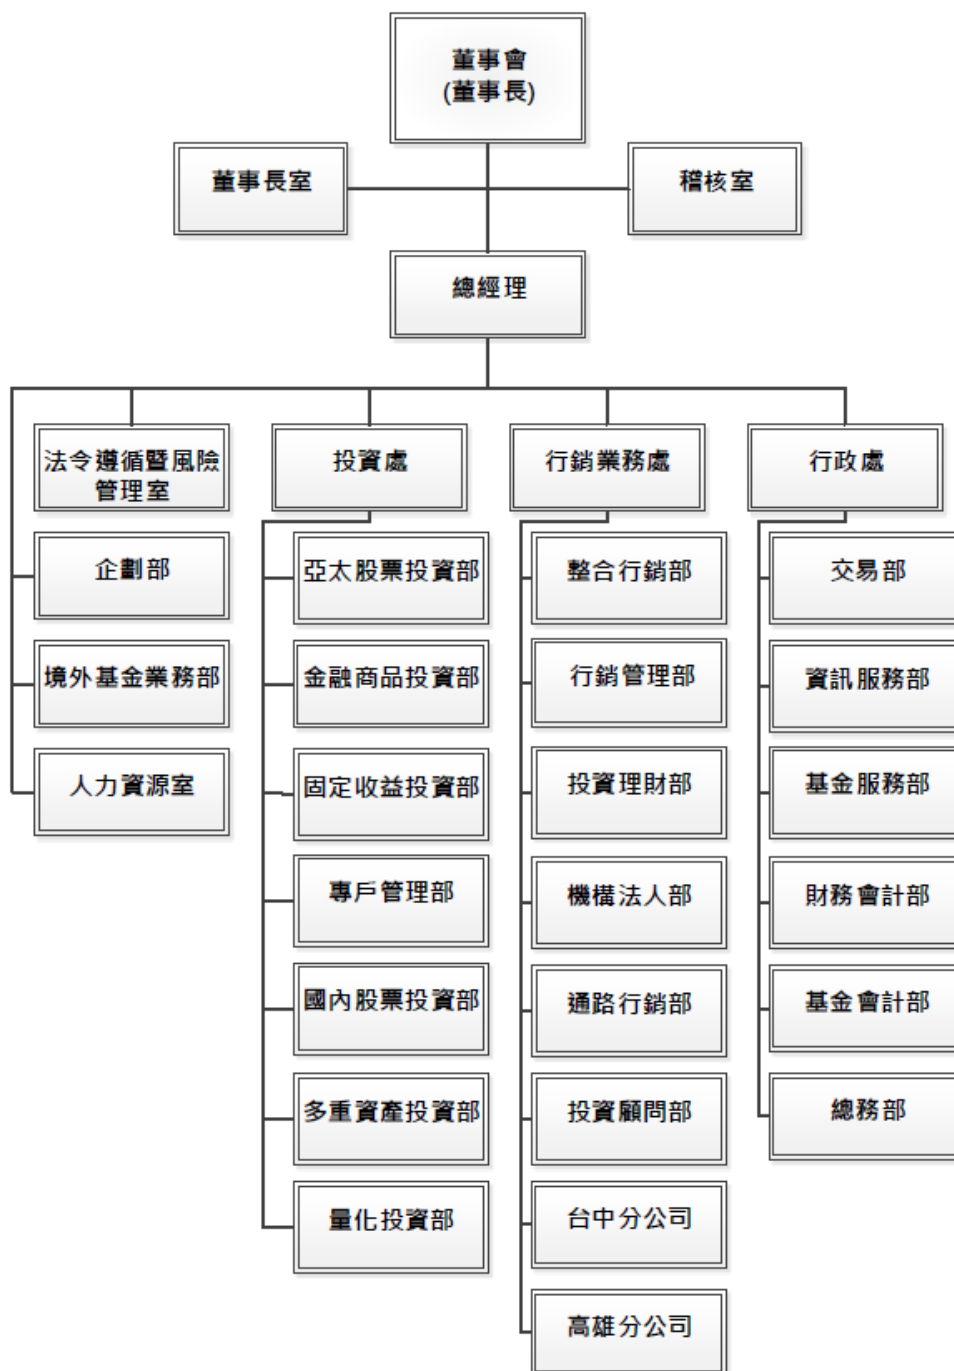 董事會
(董事長)
董事長室
稽核室
總經理
法令遵循暨風險
管理室
投資處
行銷業務處
行政處
企劃部
亞太股票投資部
整合行銷部
交易部
境外基金業務部
金融商品投資部
行銷管理部
資訊服務部
人力資源室
固定收益投資部
投資理財部
基金服務部
專戶管理部
機構法人部
財務會計部
國內股票投資部
通路行銷部
基金會計部
多重資產投資部
投資顧問部
總務部
量化投資部
台中分公司
高雄分公司